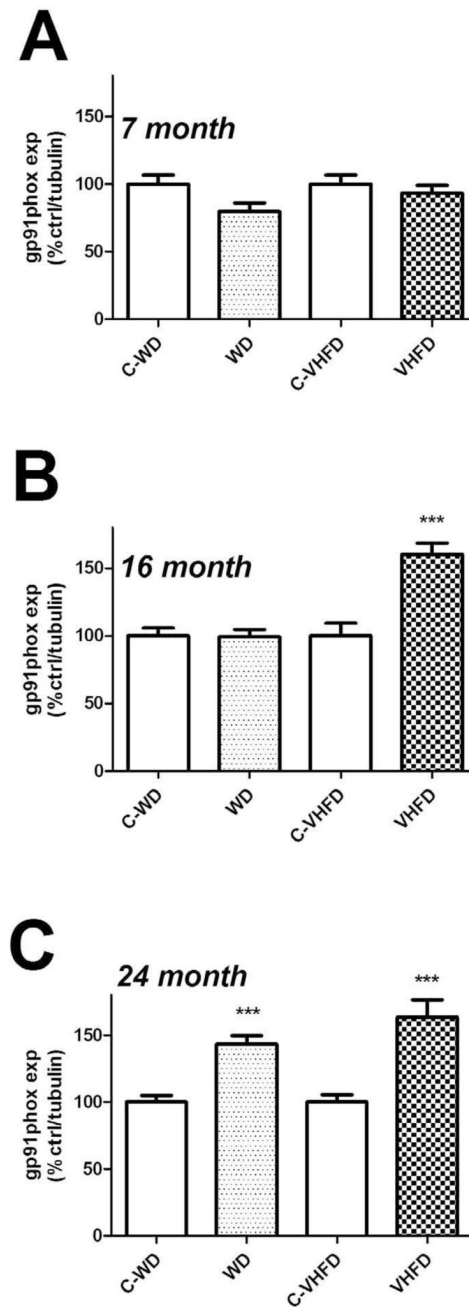 A
7 month
gp91phox exp
(%ctrl/tubulin)
150
100
50
0
C-WD
WD
C-VHFD
VHFD
B
16 month
***
gp91phox exp
(%ctrl/tubulin)
150
100
50
0
C-WD
WD
C-VHFD
VHFD
C
24 month
***
***
gp91phox exp
(%ctrl/tubulin)
150
100
50
0
C-WD
WD
C-VHFD
VHFD